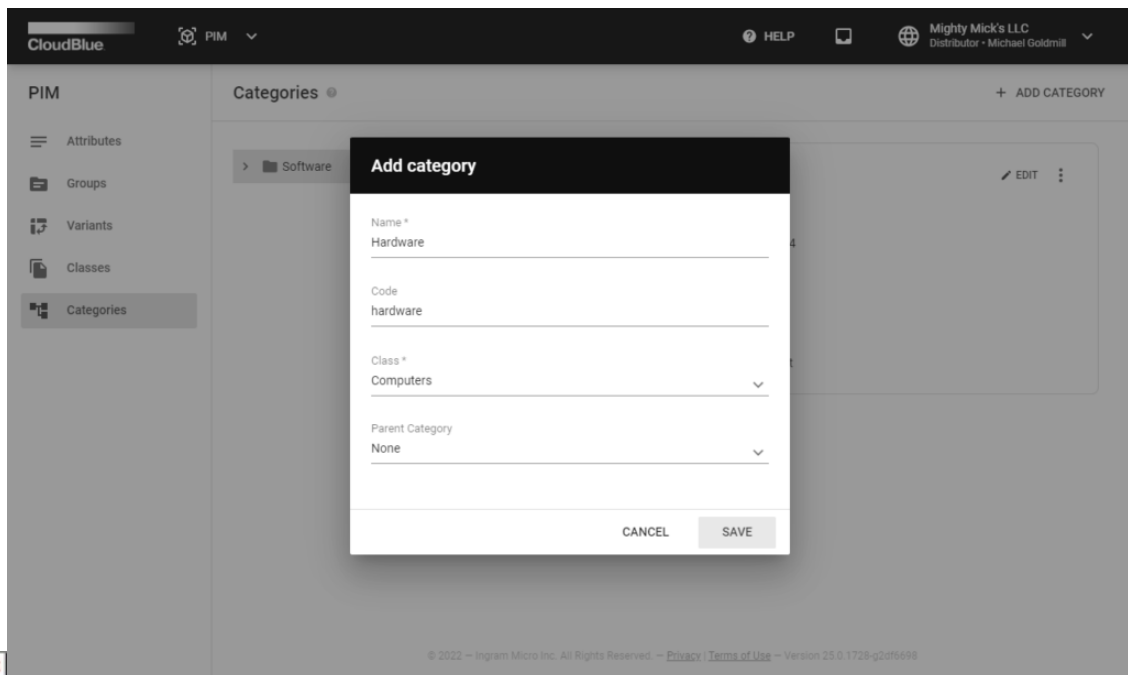 CloudBlue
PIM
HELP
Mighty Mick's LLC
Distributor • Michael Goldmill
PIM
Categories
+ ADD CATEGORY
Attributes
Groups
Variants
Classes
Categories
Software
EDIT
4
t
Add category
Name *
Hardware
Code
hardware
Class *
Computers
Parent Category
None
CANCEL
SAVE
© 2022 — Ingram Micro Inc. All Rights Reserved. — Privacy | Terms of Use — Version 25.0.1728-g2df6698